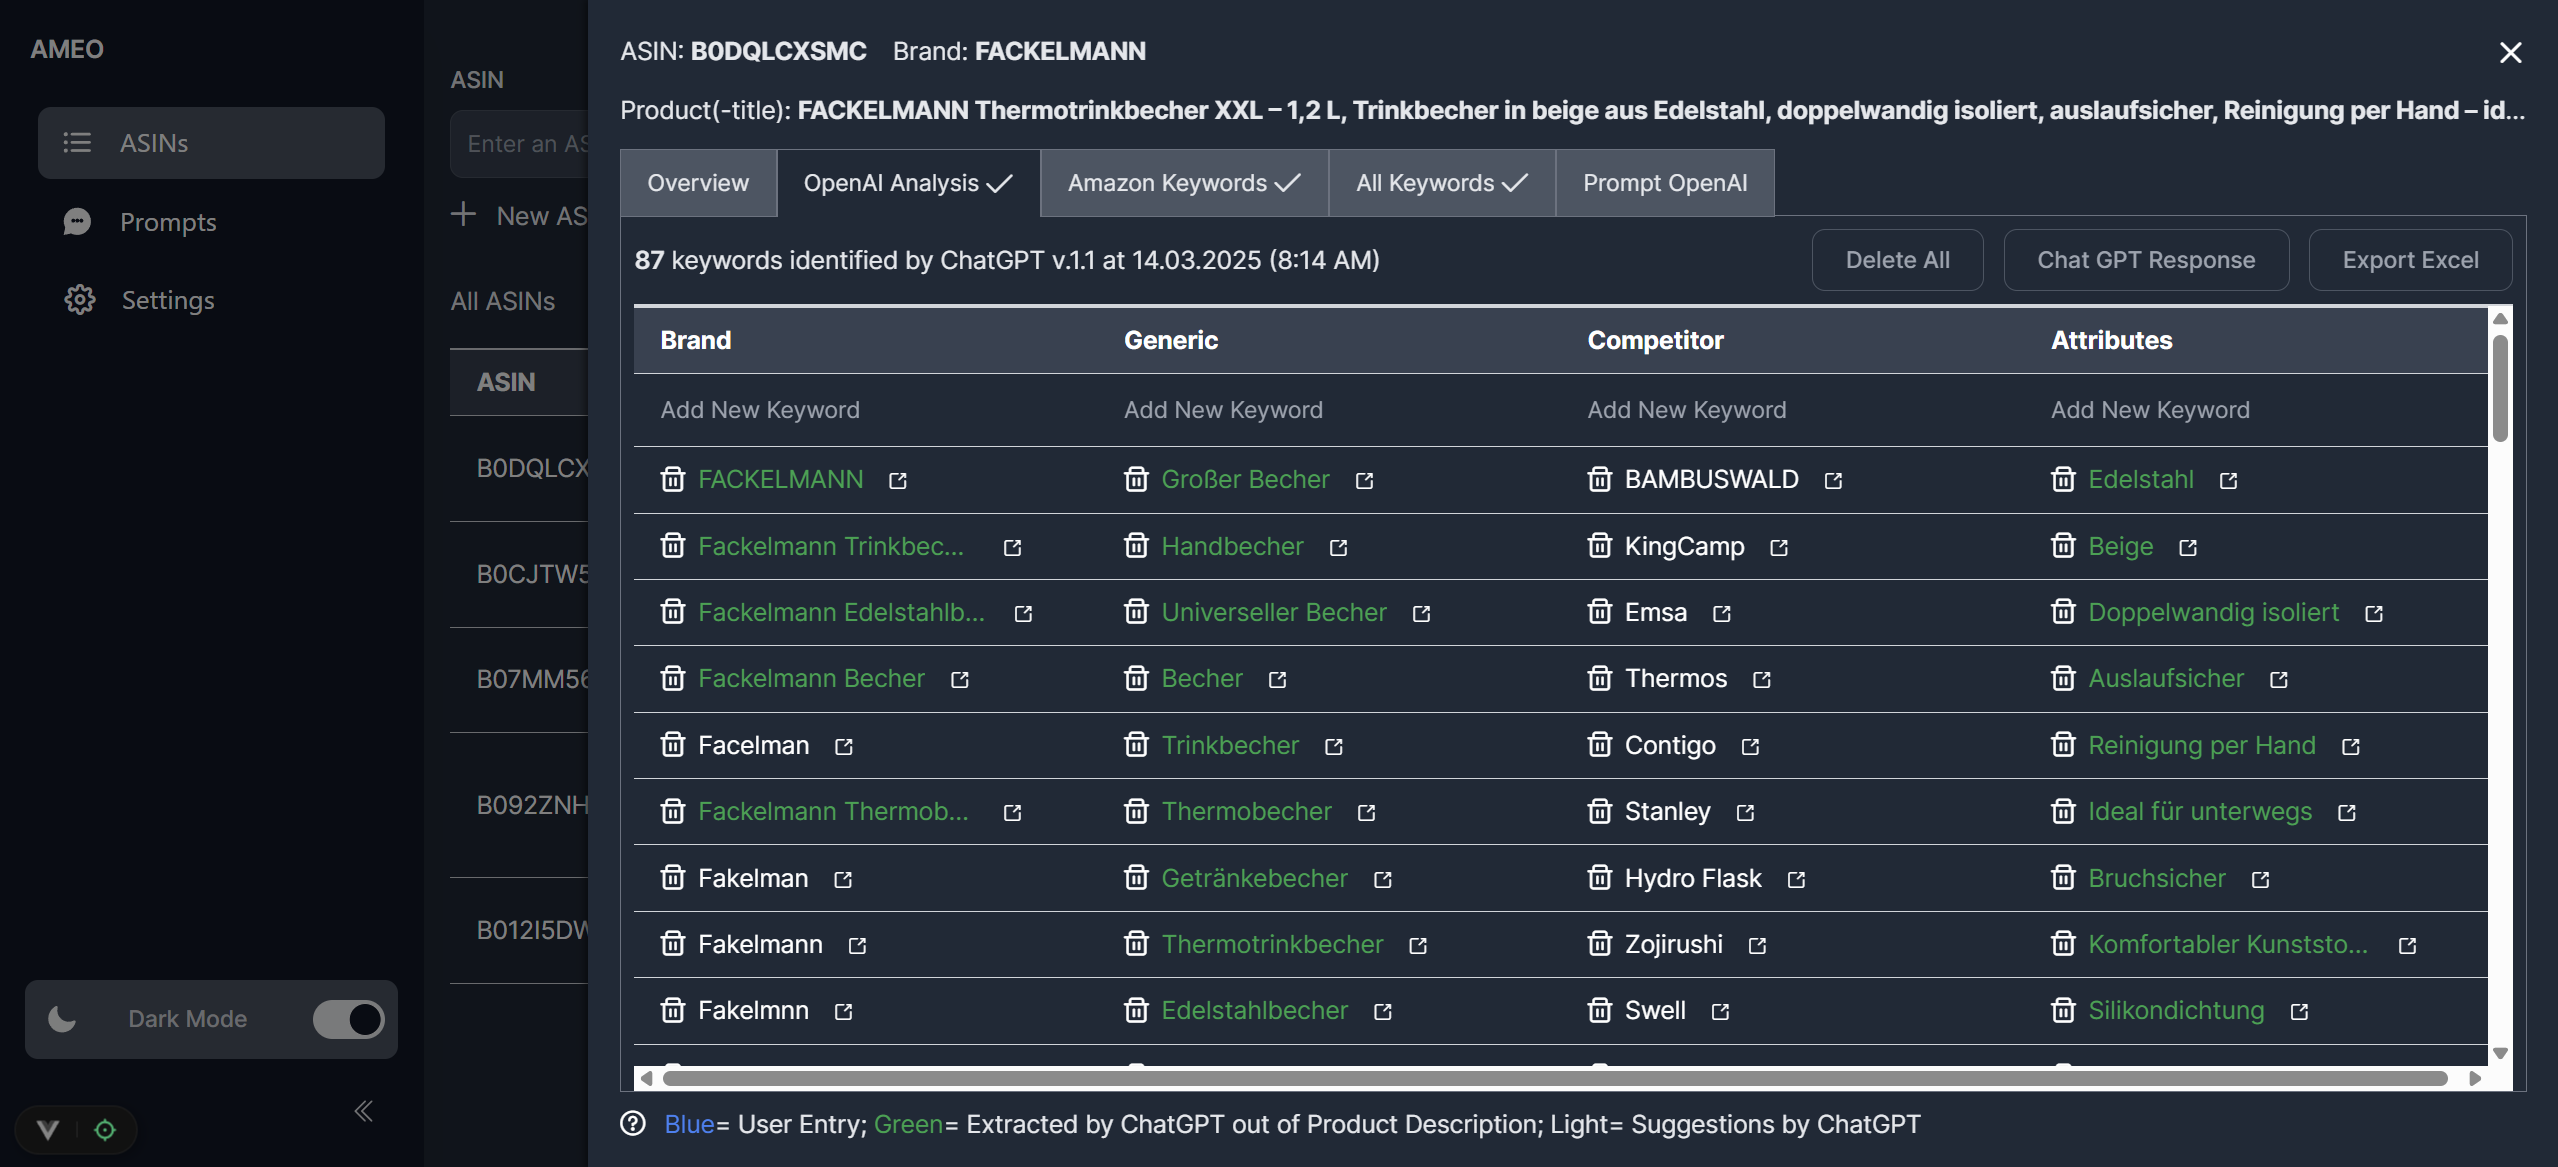 AMEO
ASINs
Prompts
Settings
Dark Mode
ASIN
Enter an AS
New AS
All ASINs
ASIN
B0DQLCX
B0CJTW5
B07MM56
B092ZNH
B012I5DW
ASIN: B0DQLCXSMC Brand: FACKELMANN
Product(-title): FACKELMANN Thermotrinkbecher XXL – 1,2 L, Trinkbecher in beige aus Edelstahl, doppelwandig isoliert, auslaufsicher, Reinigung per Hand – id...
Overview OpenAI Analysis Amazon Keywords All Keywords Prompt OpenAI
87 keywords identified by ChatGPT v.1.1 at 14.03.2025 (8:14 AM) Delete All Chat GPT Response Export Excel
Brand Generic Competitor Attributes
Add New Keyword Add New Keyword Add New Keyword Add New Keyword
FACKELMANN Großer Becher BAMBUSWALD Edelstahl
Fackelmann Trinkbec... Handbecher KingCamp Beige
Fackelmann Edelstahlb... Universeller Becher Emsa Doppelwandig isoliert
Fackelmann Becher Becher Thermos Auslaufsicher
Facelman Trinkbecher Contigo Reinigung per Hand
Fackelmann Thermob... Thermobecher Stanley Ideal für unterwegs
Fakelman Getränkebecher Hydro Flask Bruchsicher
Fakelmann Thermotrinkbecher Zojirushi Komfortabler Kunststo...
Fakelmnn Edelstahlbecher Swell Silikondichtung
Blue= User Entry; Green= Extracted by ChatGPT out of Product Description; Light= Suggestions by ChatGPT